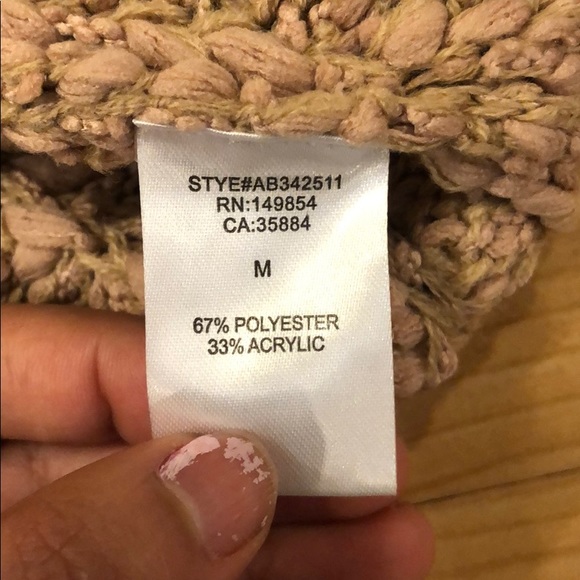 STYE#AB342511
RN:149854
CA:35884
M
67% POLYESTER
33% ACRYLIC